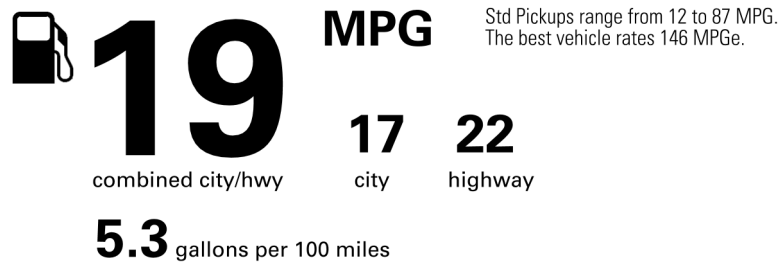 19
MPG
Std Pickups range from 12 to 87 MPG.
The best vehicle rates 146 MPGe.
combined city/hwy
17
city
22
highway
5.3 gallons per 100 miles